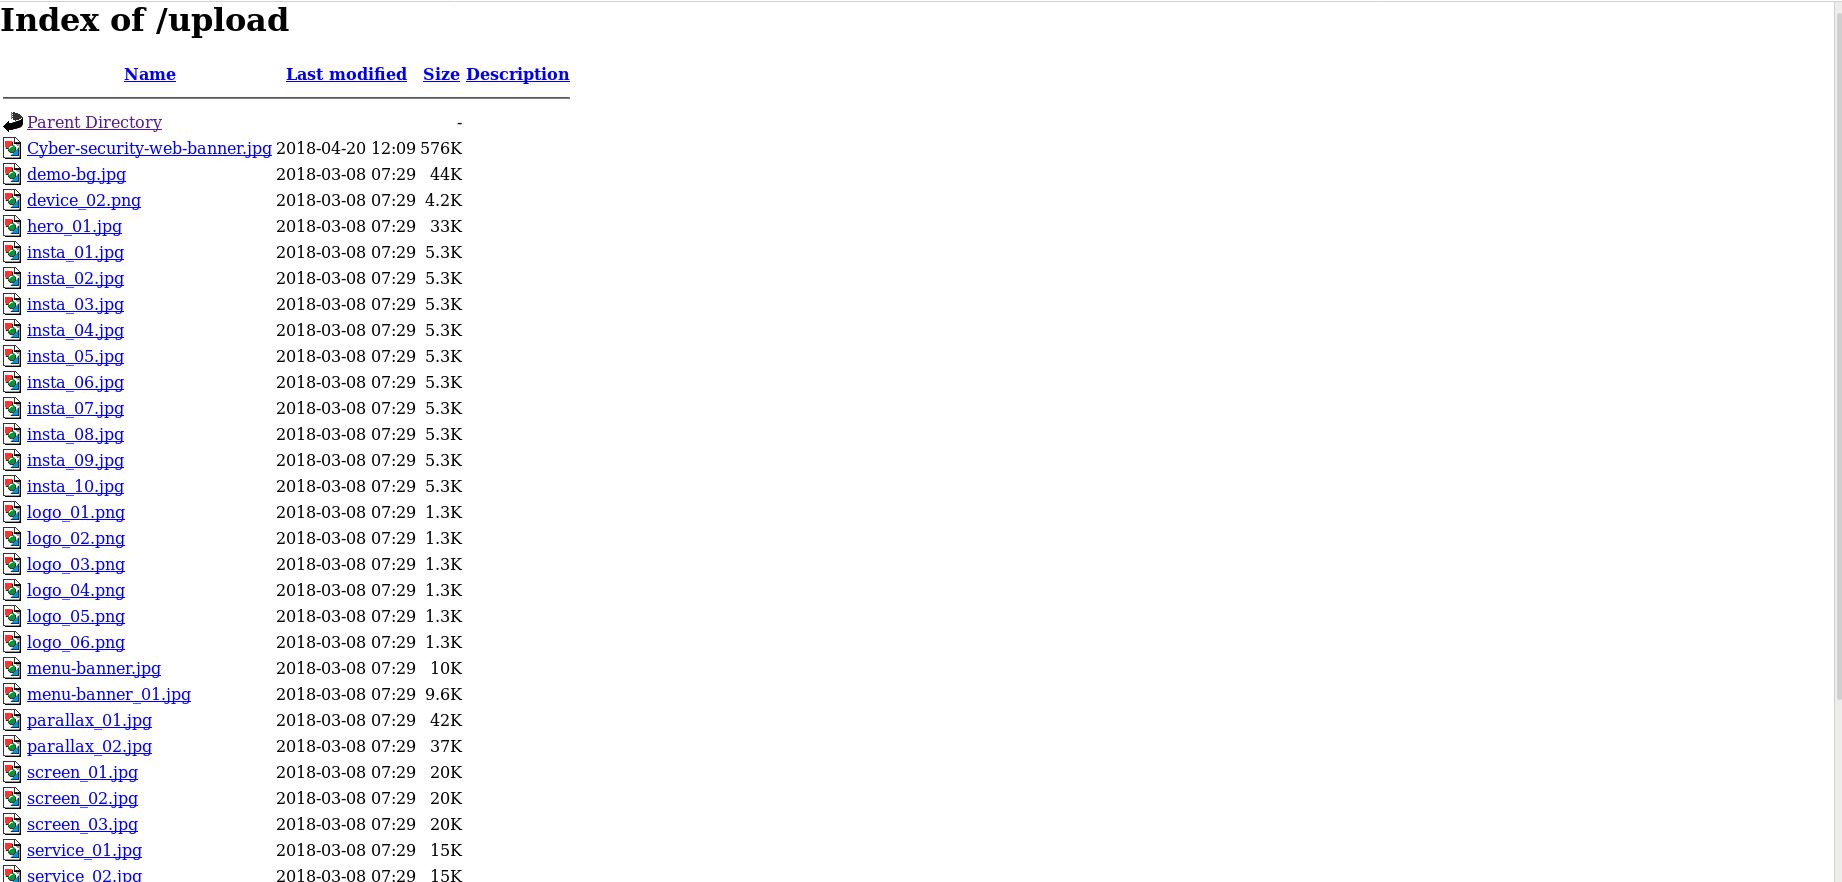 Index of /upload
Name Last modified Size Description
Parent Directory -
Cyber-security-web-banner.jpg 2018-04-20 12:09 576K
demo-bg.jpg 2018-03-08 07:29 44K
device_02.png 2018-03-08 07:29 4.2K
hero_01.jpg 2018-03-08 07:29 33K
insta_01.jpg 2018-03-08 07:29 5.3K
insta_02.jpg 2018-03-08 07:29 5.3K
insta_03.jpg 2018-03-08 07:29 5.3K
insta_04.jpg 2018-03-08 07:29 5.3K
insta_05.jpg 2018-03-08 07:29 5.3K
insta_06.jpg 2018-03-08 07:29 5.3K
insta_07.jpg 2018-03-08 07:29 5.3K
insta_08.jpg 2018-03-08 07:29 5.3K
insta_09.jpg 2018-03-08 07:29 5.3K
insta_10.jpg 2018-03-08 07:29 5.3K
logo_01.png 2018-03-08 07:29 1.3K
logo_02.png 2018-03-08 07:29 1.3K
logo_03.png 2018-03-08 07:29 1.3K
logo_04.png 2018-03-08 07:29 1.3K
logo_05.png 2018-03-08 07:29 1.3K
logo_06.png 2018-03-08 07:29 1.3K
menu-banner.jpg 2018-03-08 07:29 10K
menu-banner_01.jpg 2018-03-08 07:29 9.6K
parallax_01.jpg 2018-03-08 07:29 42K
parallax_02.jpg 2018-03-08 07:29 37K
screen_01.jpg 2018-03-08 07:29 20K
screen_02.jpg 2018-03-08 07:29 20K
screen_03.jpg 2018-03-08 07:29 20K
service_01.jpg 2018-03-08 07:29 15K
service_02.jpg 2018-03-08 07:29 15K